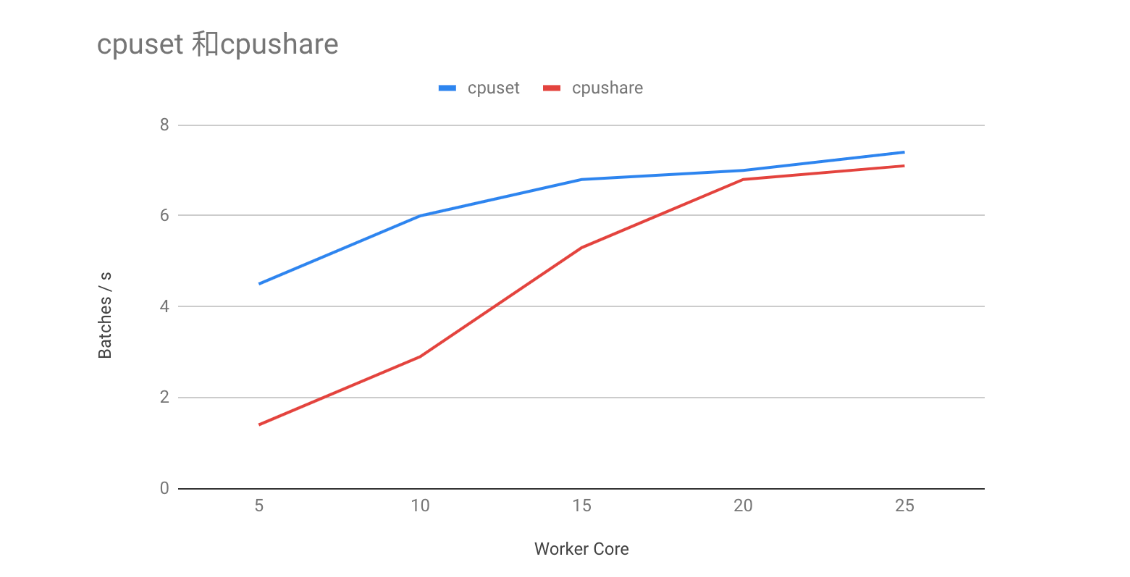 cpuset 和cpushare
cpuset cpushare
8
6
4
2
0
Batches / s
5 10 15 20 25
Worker Core